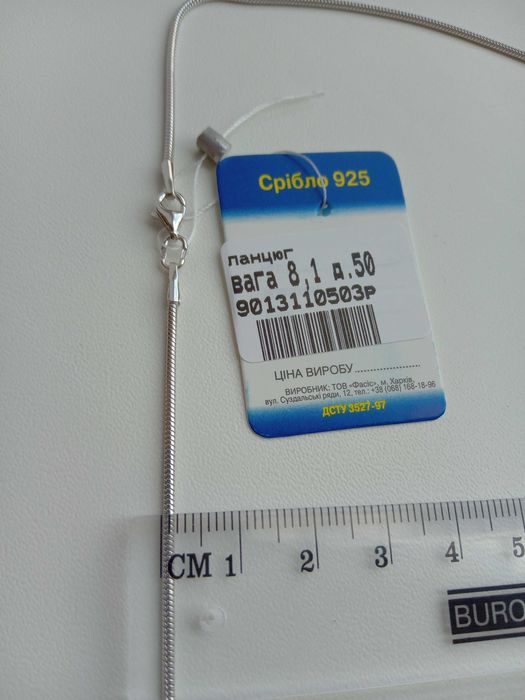 Срібло 925
ланцюг
вага 8,1 д.50
9013110503р
ЦІНА ВИРОБУ....................
ВИРОБНИК: ТОВ «Фасіс», м. Харків,
вул. Суздальські ряди, 12, тел.: +38 (068) 168-18-96
ДСТУ 3527-97
CM 1 2 3 4 5
BURO